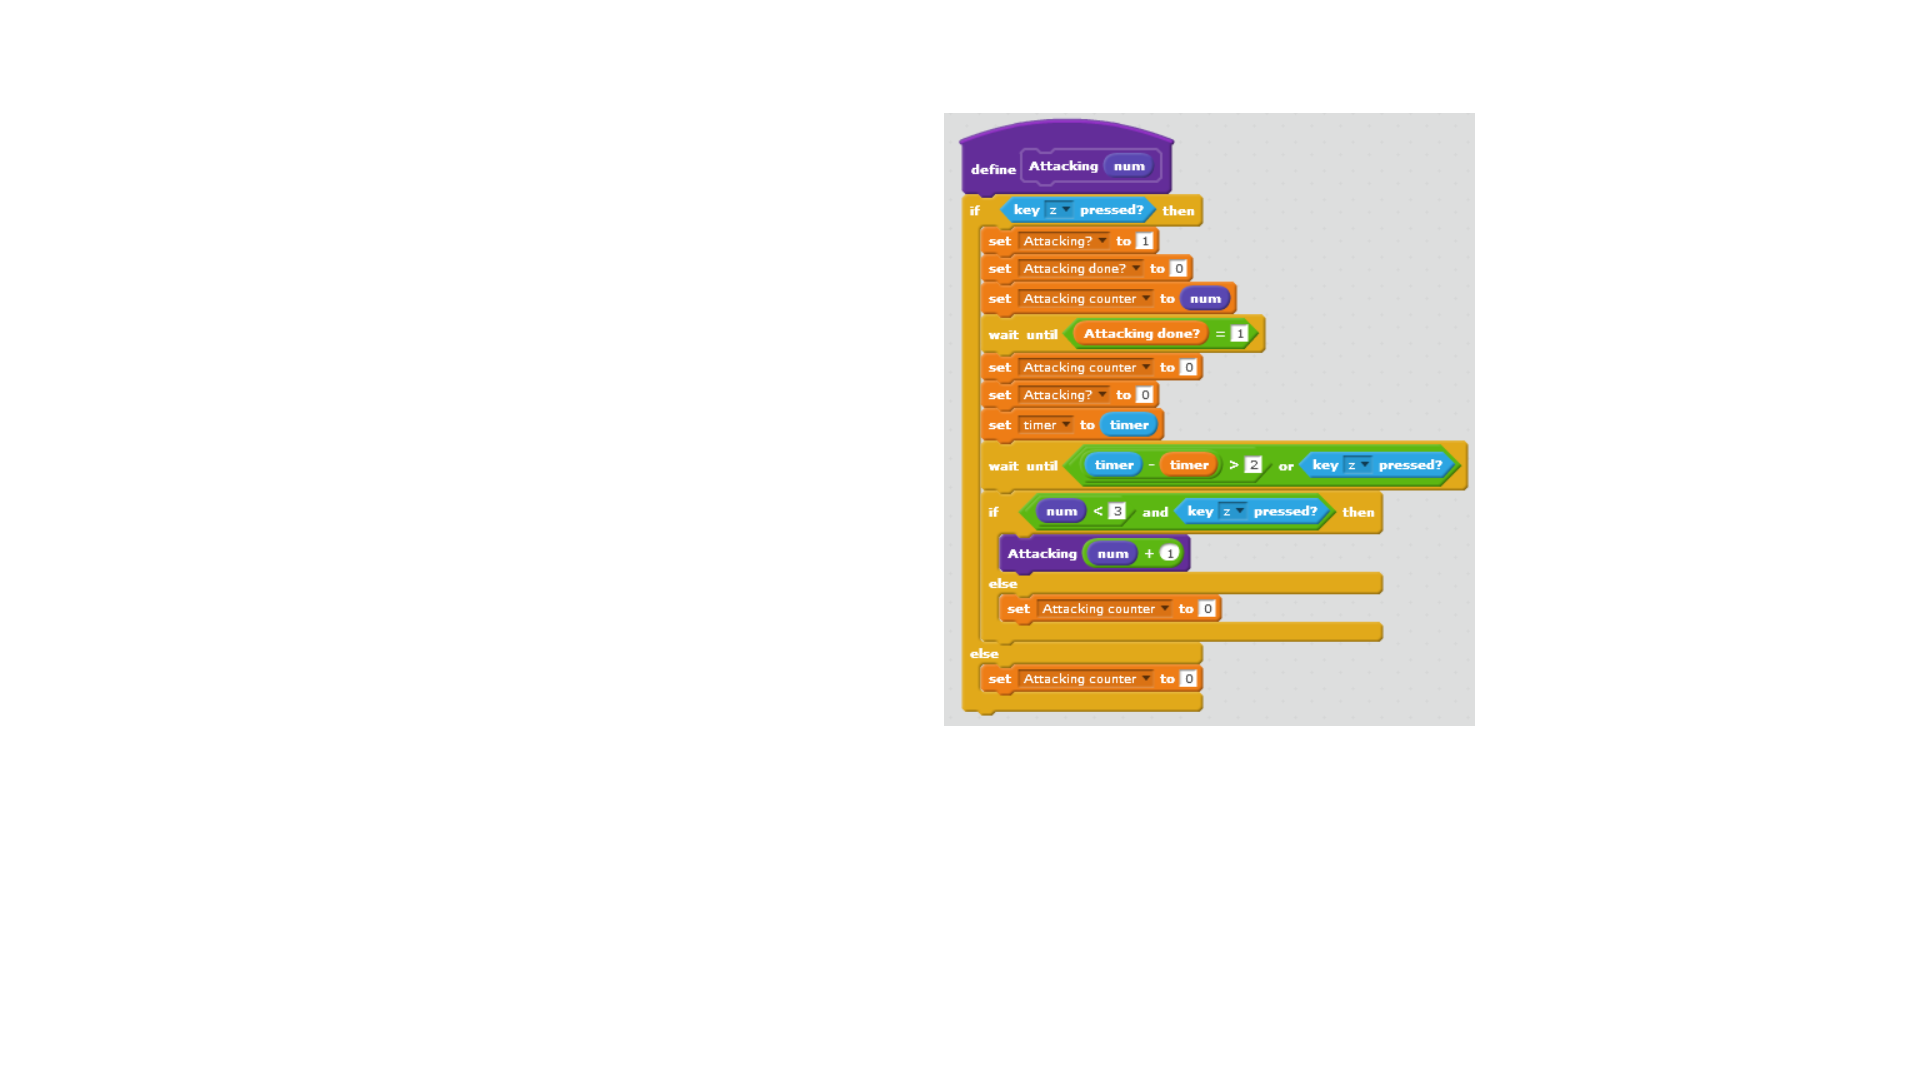 define Attacking num
if key z pressed? then
set Attacking? to 1
set Attacking done? to 0
set Attacking counter to num
wait until Attacking done? = 1
set Attacking counter to 0
set Attacking? to 0
set timer to timer
wait until timer - timer > 2 or key z pressed?
if num < 3 and key z pressed? then
Attacking num + 1
else
set Attacking counter to 0
else
set Attacking counter to 0